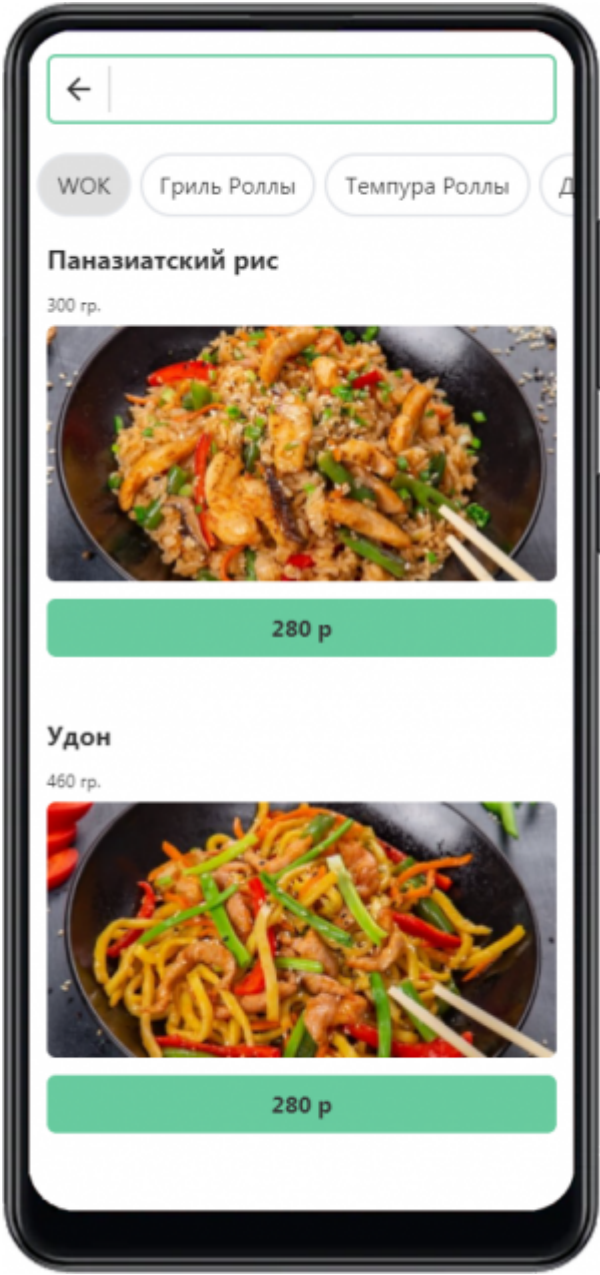 WOK Гриль Роллы Темпура Роллы Д
Паназиатский рис
300 гр.
280 р
Удон
460 гр.
280 р